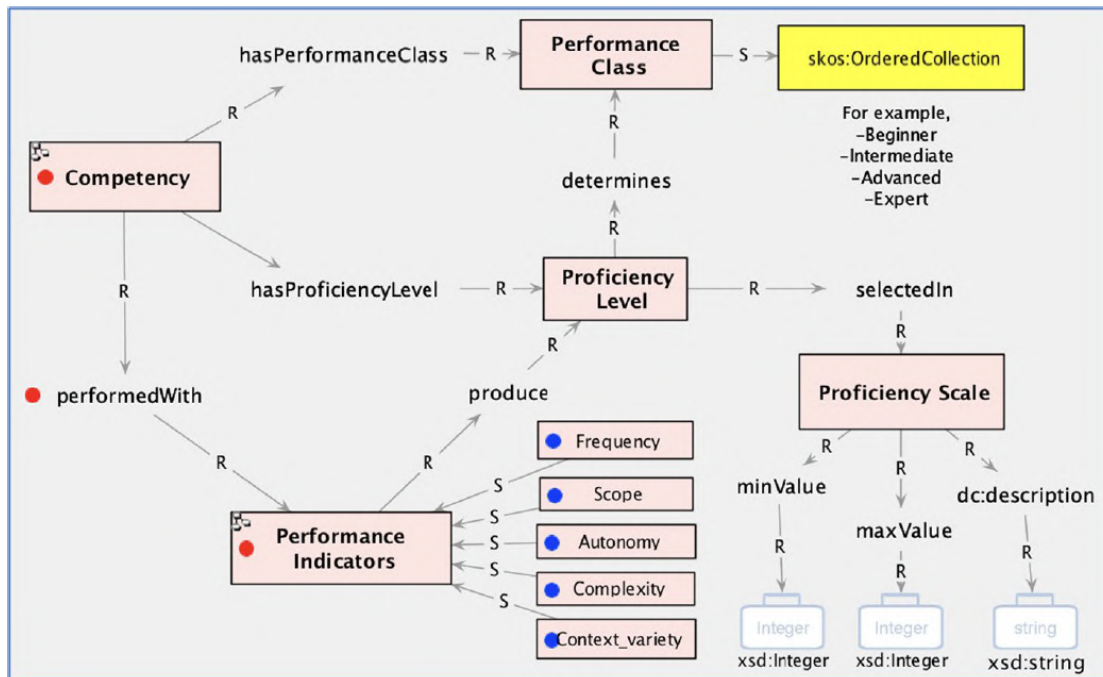 hasPerformanceClass
R
R
Performance
Class
S
skos:OrderedCollection
For example,
-Beginner
-Intermediate
-Advanced
-Expert
R
determines
R
Competency
R
hasProficiencyLevel
R
Proficiency
Level
R
selectedIn
R
Proficiency Scale
performedWith
R
R
produce
R
Performance
Indicators
S
Frequency
S
Scope
S
Autonomy
S
Complexity
S
Context_variety
R
minValue
R
Integer
xsd:Integer
R
maxValue
R
Integer
xsd:Integer
R
dc:description
R
string
xsd:string